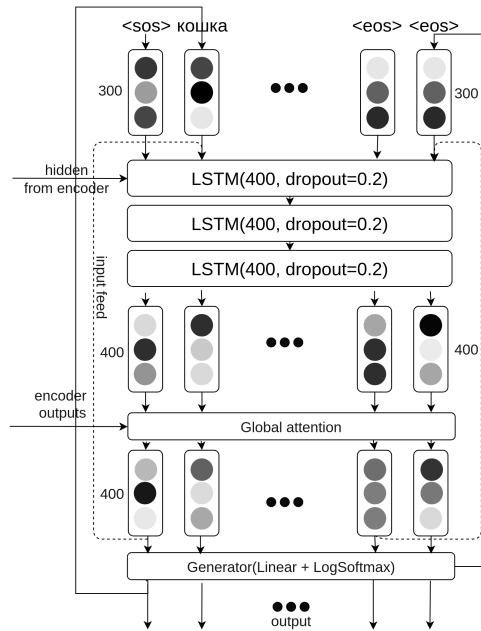 <sos> кошка <eos> <eos>
300
300
hidden
from encoder
LSTM(400, dropout=0.2)
LSTM(400, dropout=0.2)
LSTM(400, dropout=0.2)
input feed
400
400
encoder
outputs
Global attention
400
Generator(Linear + LogSoftmax)
output